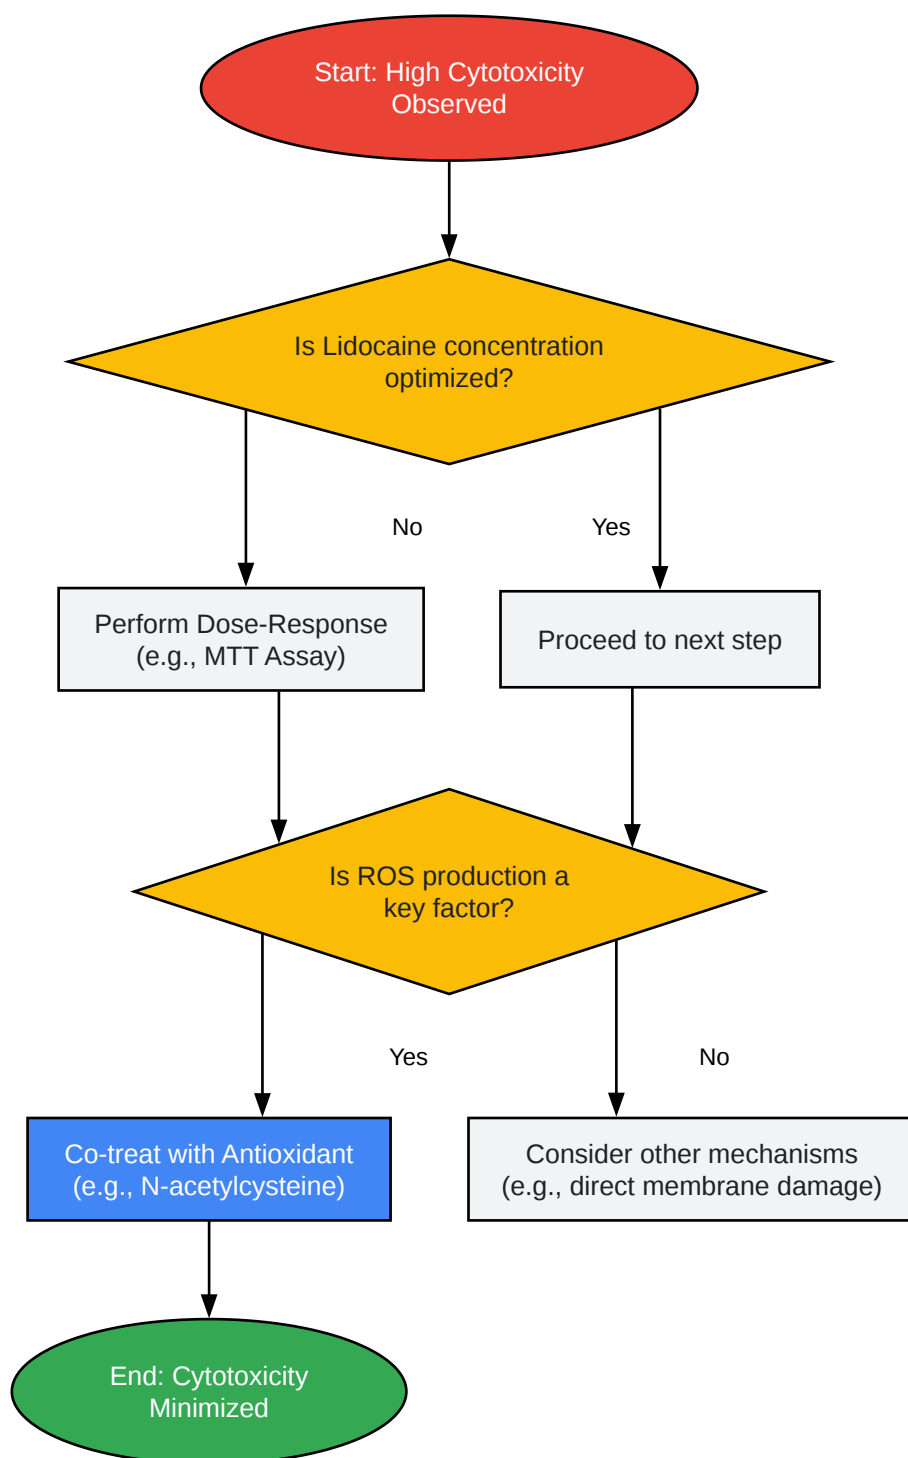 Start: High Cytotoxicity
Observed
Is Lidocaine concentration
optimized?
No
Yes
Perform Dose-Response
(e.g., MTT Assay)
Proceed to next step
Is ROS production a
key factor?
Yes
No
Co-treat with Antioxidant
(e.g., N-acetylcysteine)
Consider other mechanisms
(e.g., direct membrane damage)
End: Cytotoxicity
Minimized